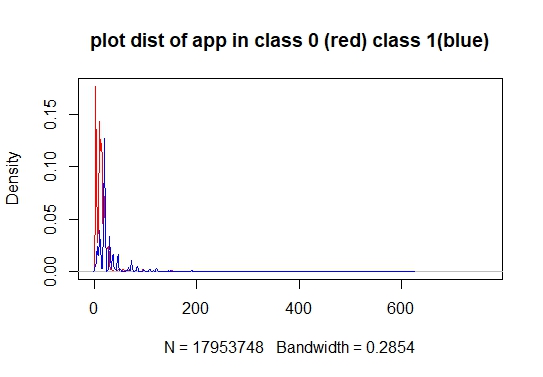 plot dist of app in class 0 (red) class 1(blue)
Density
0.15
0.10
0.05
0.00
0 200 400 600
N = 17953748 Bandwidth = 0.2854